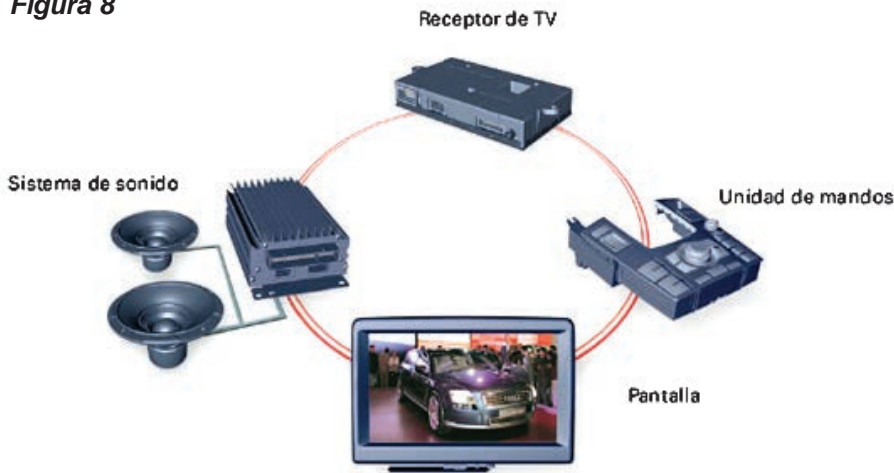 Figura 8
Receptor de TV
Sistema de sonido
Unidad de mandos
Pantalla